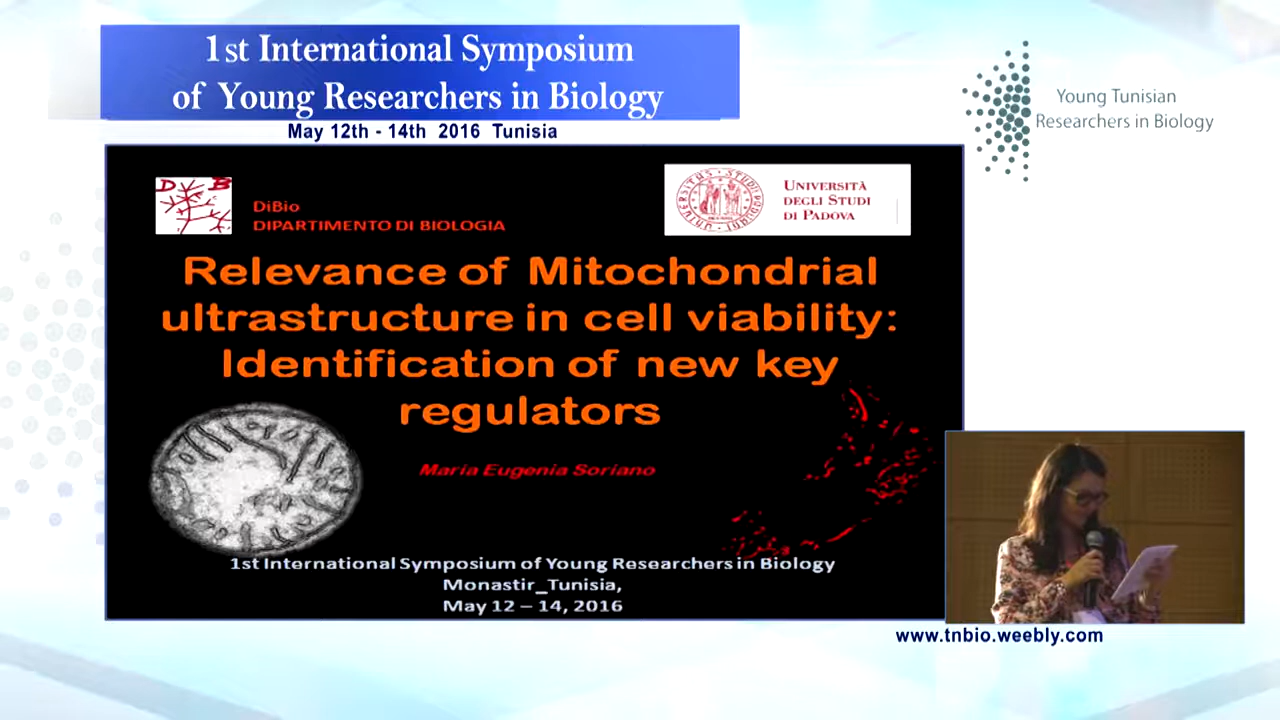 1st International Symposium
of Young Researchers in Biology
May 12th - 14th 2016 Tunisia
Young Tunisian
Researchers in Biology
D B
DiBio
DIPARTIMENTO DI BIOLOGIA
UNIVERSITÀ
DEGLI STUDI
DI PADOVA
Relevance of Mitochondrial
ultrastructure in cell viability:
Identification of new key
regulators
Maria Eugenia Soriano
1st International Symposium of Young Researchers in Biology
Monastir_Tunisia,
May 12 – 14, 2016
www.tnbio.weebly.com